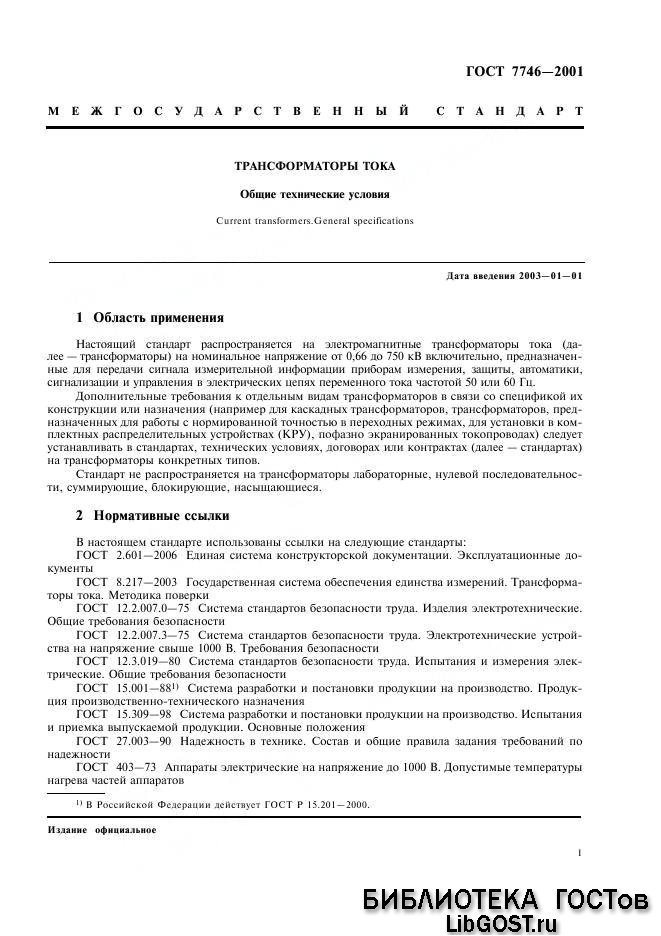 ГОСТ 7746—2001
МЕЖГОСУДАРСТВЕННЫЙ СТАНДАРТ
ТРАНСФОРМАТОРЫ ТОКА
Общие технические условия
Current transformers.General specifications
Дата введения 2003—01—01
1 Область применения
Настоящий стандарт распространяется на электромагнитные трансформаторы тока (да-
лее — трансформаторы) на номинальное напряжение от 0,66 до 750 кВ включительно, предназначен-
ные для передачи сигнала измерительной информации приборам измерения, защиты, автоматики,
сигнализации и управления в электрических цепях переменного тока частотой 50 или 60 Гц.
Дополнительные требования к отдельным видам трансформаторов в связи со спецификой их
конструкции или назначения (например для каскадных трансформаторов, трансформаторов, пред-
назначенных для работы с нормированной точностью в переходных режимах, для установки в ком-
плектных распределительных устройствах (КРУ), пофазно экранированных токопроводах) следует
устанавливать в стандартах, технических условиях, договорах или контрактах (далее — стандартах)
на трансформаторы конкретных типов.
Стандарт не распространяется на трансформаторы лабораторные, нулевой последовательнос-
ти, суммирующие, блокирующие, насыщающиеся.
2 Нормативные ссылки
В настоящем стандарте использованы ссылки на следующие стандарты:
ГОСТ 2.601—2006 Единая система конструкторской документации. Эксплуатационные до-
кументы
ГОСТ 8.217—2003 Государственная система обеспечения единства измерений. Трансформа-
торы тока. Методика поверки
ГОСТ 12.2.007.0—75 Система стандартов безопасности труда. Изделия электротехнические.
Общие требования безопасности
ГОСТ 12.2.007.3—75 Система стандартов безопасности труда. Электротехнические устрой-
ства на напряжение свыше 1000 В. Требования безопасности
ГОСТ 12.3.019—80 Система стандартов безопасности труда. Испытания и измерения элек-
трические. Общие требования безопасности
ГОСТ 15.001—88¹⁾ Система разработки и постановки продукции на производство. Продук-
ция производственно-технического назначения
ГОСТ 15.309—98 Система разработки и постановки продукции на производство. Испытания
и приемка выпускаемой продукции. Основные положения
ГОСТ 27.003—90 Надежность в технике. Состав и общие правила задания требований по
надежности
ГОСТ 403—73 Аппараты электрические на напряжение до 1000 В. Допустимые температуры
нагрева частей аппаратов
¹⁾ В Российской Федерации действует ГОСТ Р 15.201—2000.
Издание официальное
1
БИБЛИОТЕКА ГОСТов
LibGOST.ru